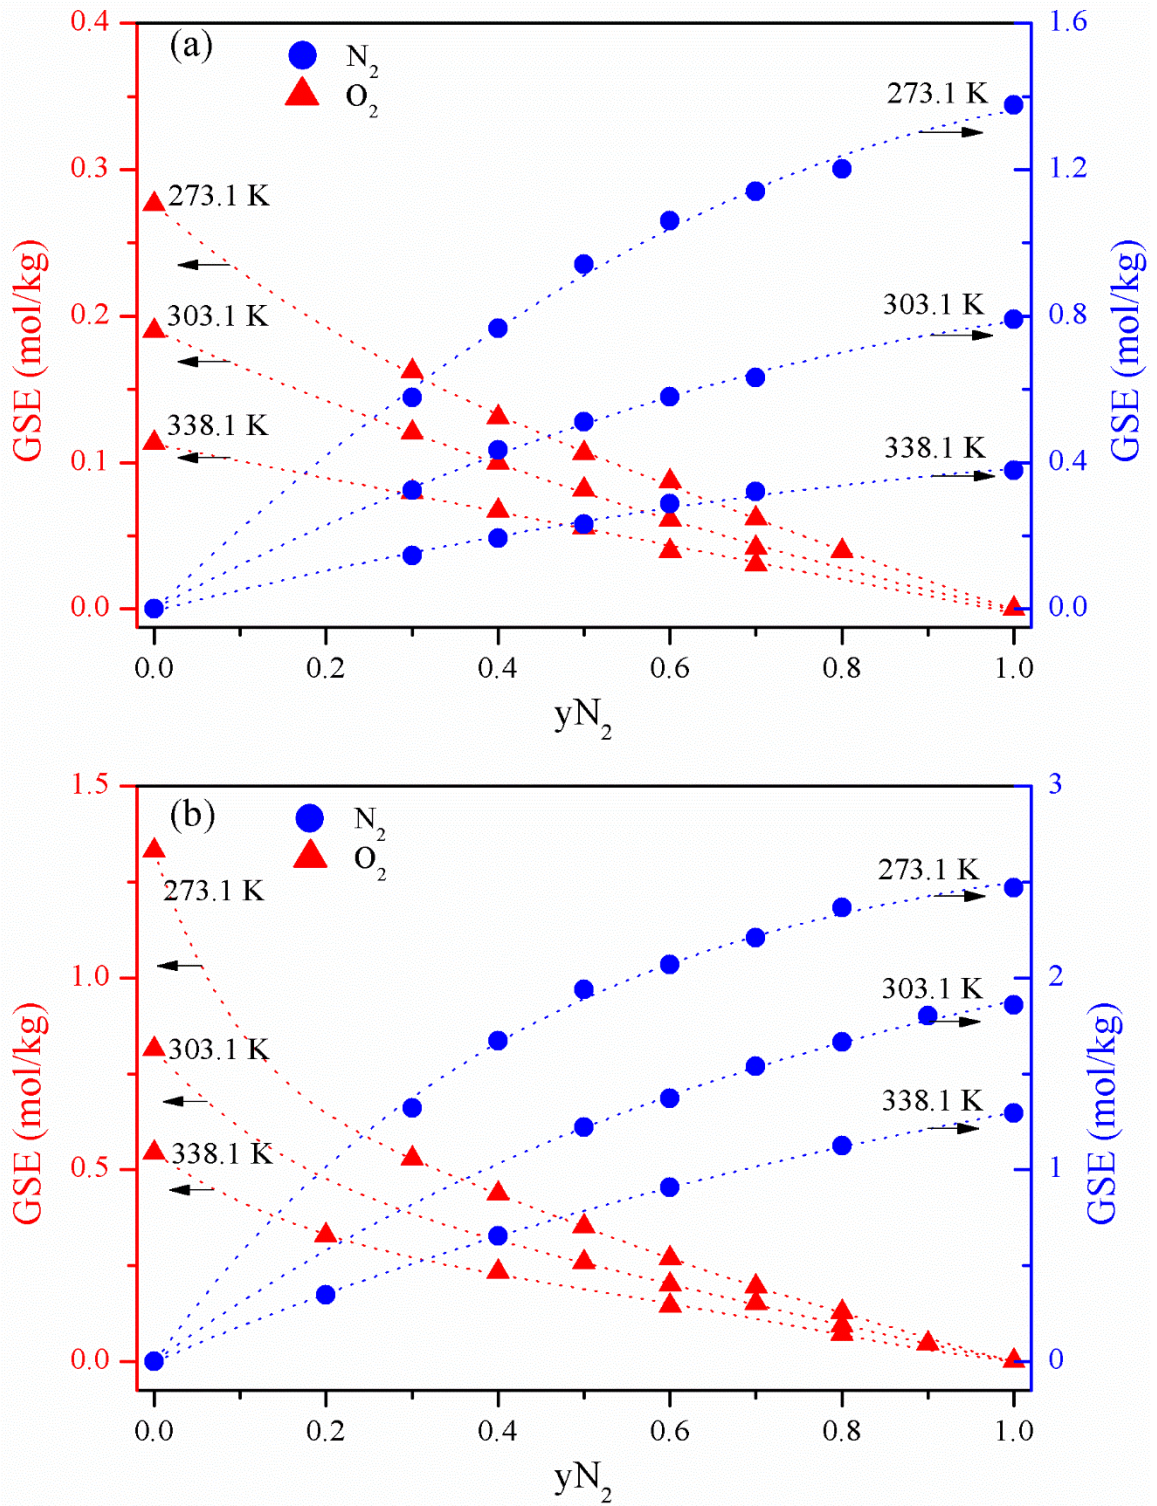 (a)
N₂
O₂
0.4
0.3
0.2
0.1
0.0
GSE (mol/kg)
1.6
1.2
0.8
0.4
0.0
GSE (mol/kg)
273.1 K
303.1 K
338.1 K
273.1 K
303.1 K
338.1 K
0.0 0.2 0.4 0.6 0.8 1.0
yN₂
(b)
N₂
O₂
1.5
1.0
0.5
0.0
GSE (mol/kg)
3
2
1
0
GSE (mol/kg)
273.1 K
303.1 K
338.1 K
273.1 K
303.1 K
338.1 K
0.0 0.2 0.4 0.6 0.8 1.0
yN₂